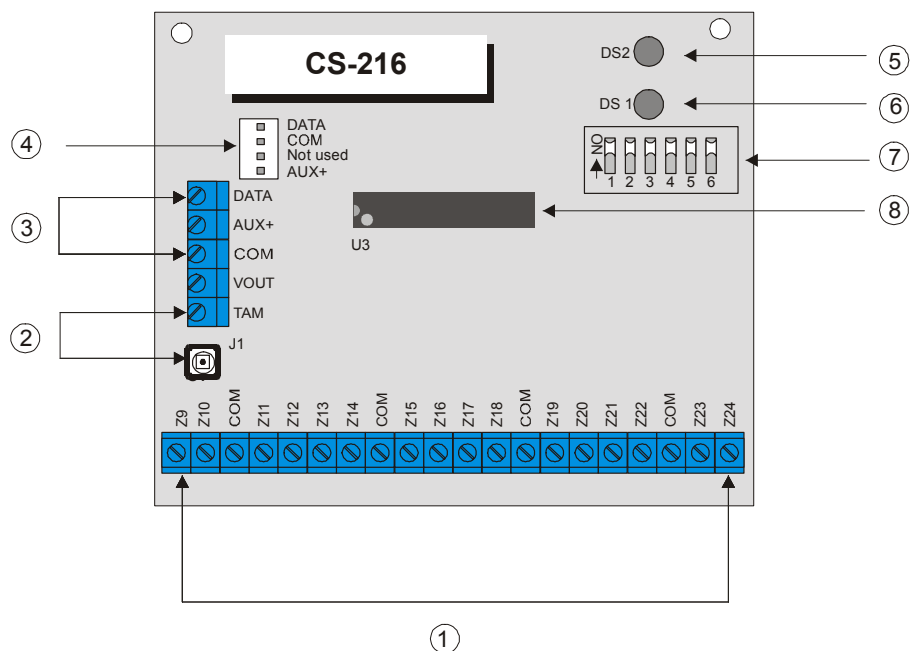 CS-216
DS2
5
DS 1
6
4
DATA
COM
Not used
AUX+
NO
1 2 3 4 5 6
7
3
DATA
AUX+
COM
VOUT
TAM
U3
8
2
J1
Z9 Z10 COM Z11 Z12 Z13 Z14 COM Z15 Z16 Z17 Z18 COM Z19 Z20 Z21 Z22 COM Z23 Z24
1